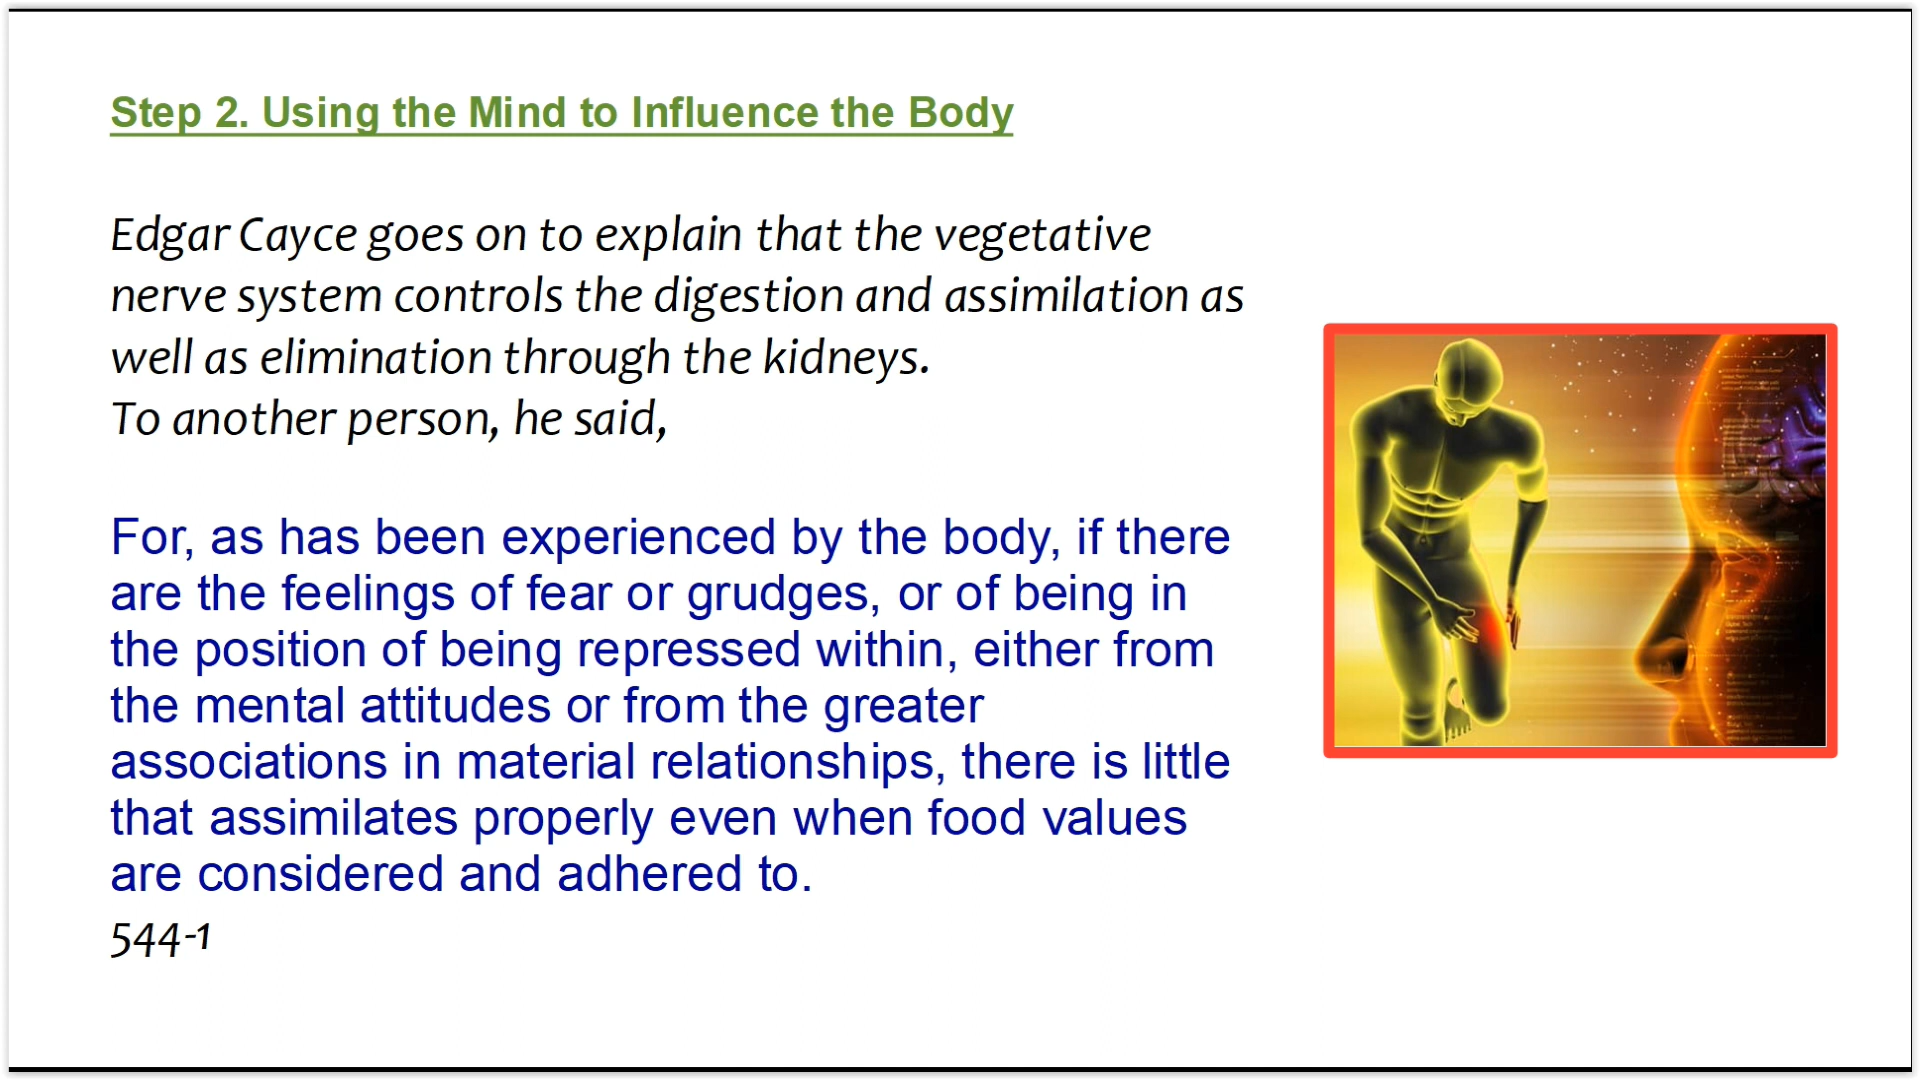 Step 2. Using the Mind to Influence the Body
Edgar Cayce goes on to explain that the vegetative
nerve system controls the digestion and assimilation as
well as elimination through the kidneys.
To another person, he said,
For, as has been experienced by the body, if there
are the feelings of fear or grudges, or of being in
the position of being repressed within, either from
the mental attitudes or from the greater
associations in material relationships, there is little
that assimilates properly even when food values
are considered and adhered to.
544-1